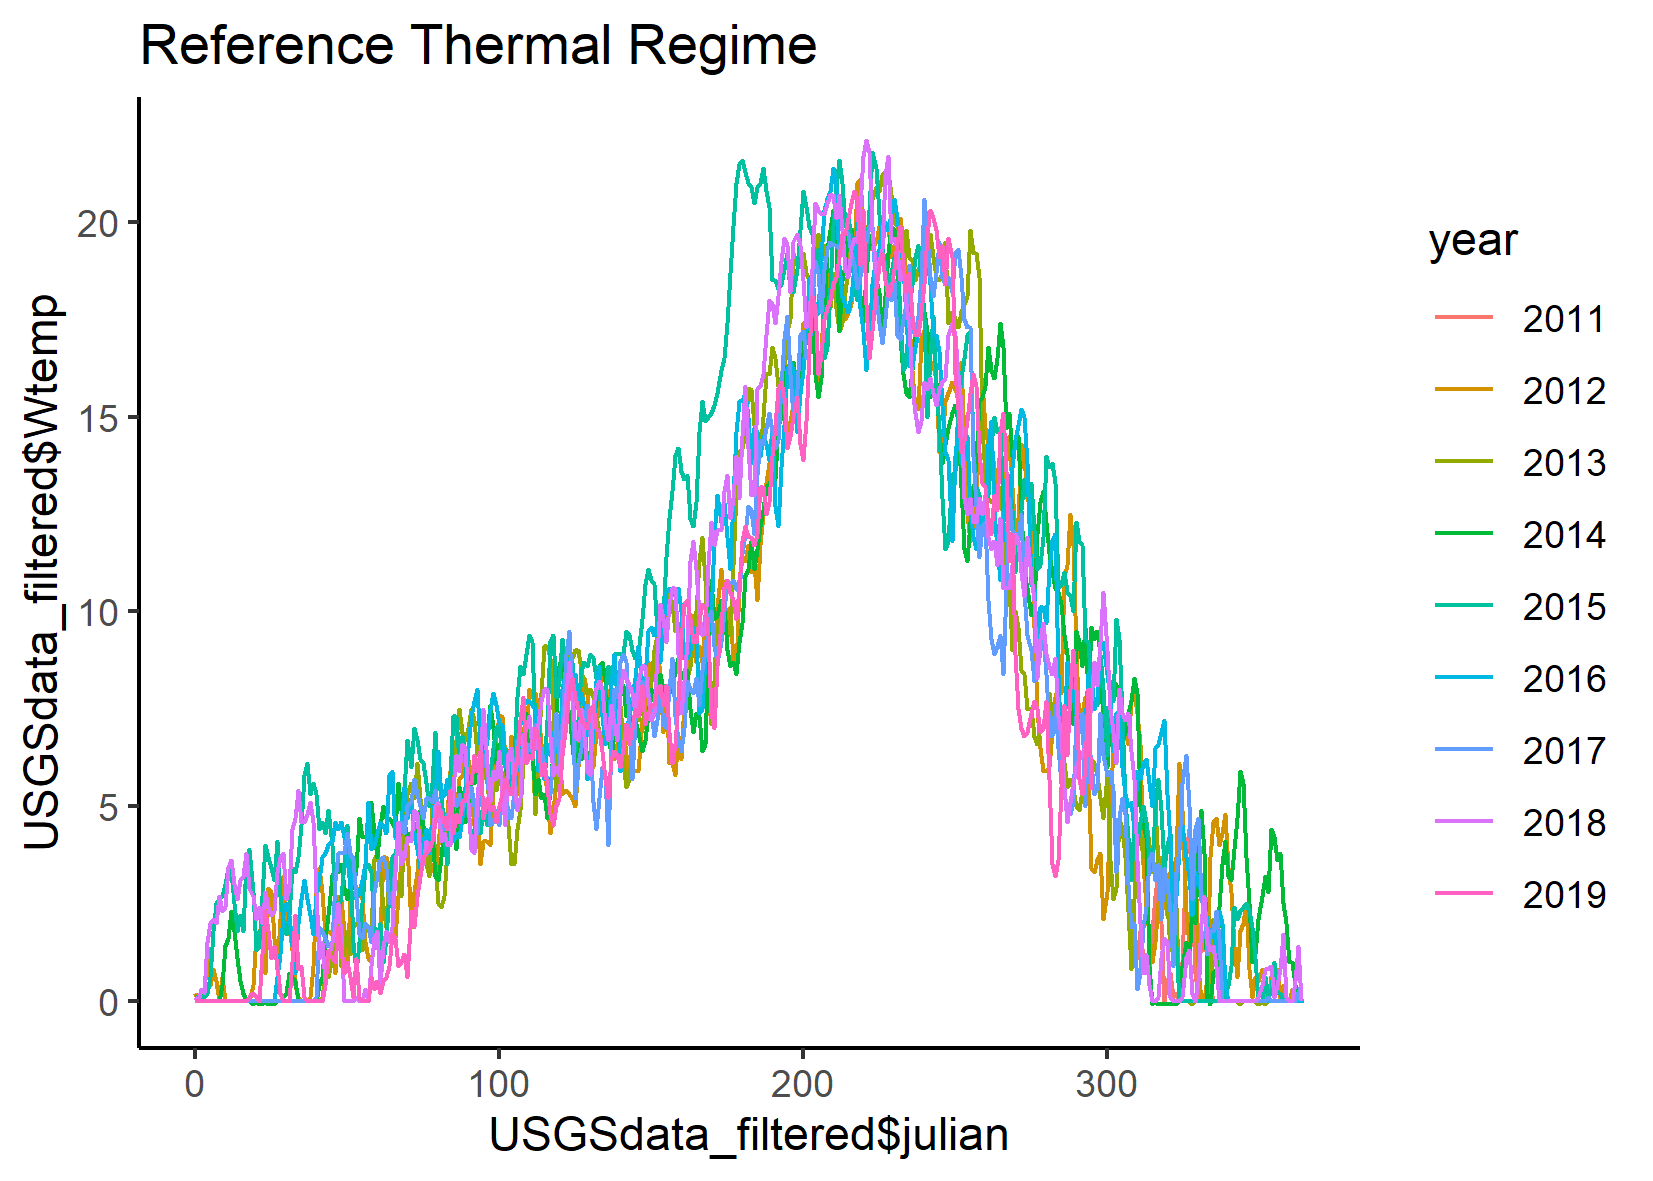 Reference Thermal Regime
USGSdata_filtered$Wtemp
20
15
10
5
0
0 100 200 300
USGSdata_filtered$julian
year
2011
2012
2013
2014
2015
2016
2017
2018
2019